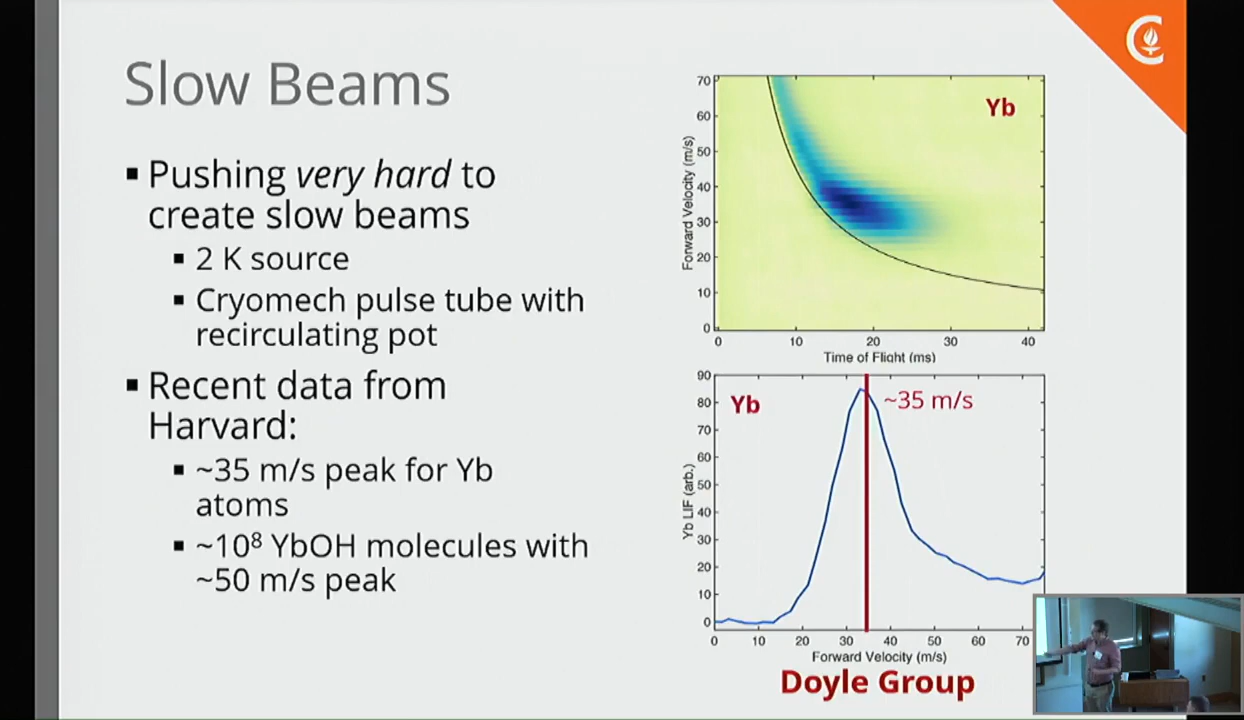 Slow Beams
▪ Pushing very hard to
create slow beams
▪ 2 K source
▪ Cryomech pulse tube with
recirculating pot
▪ Recent data from
Harvard:
▪ ~35 m/s peak for Yb
atoms
▪ ~10⁸ YbOH molecules with
~50 m/s peak
Yb
Forward Velocity (m/s)
70
60
50
40
30
20
10
0
0 10 20 30 40
Time of Flight (ms)
Yb
~35 m/s
Yb LIF (arb.)
90
80
70
60
50
40
30
20
10
0
0 10 20 30 40 50 60 70
Forward Velocity (m/s)
Doyle Group